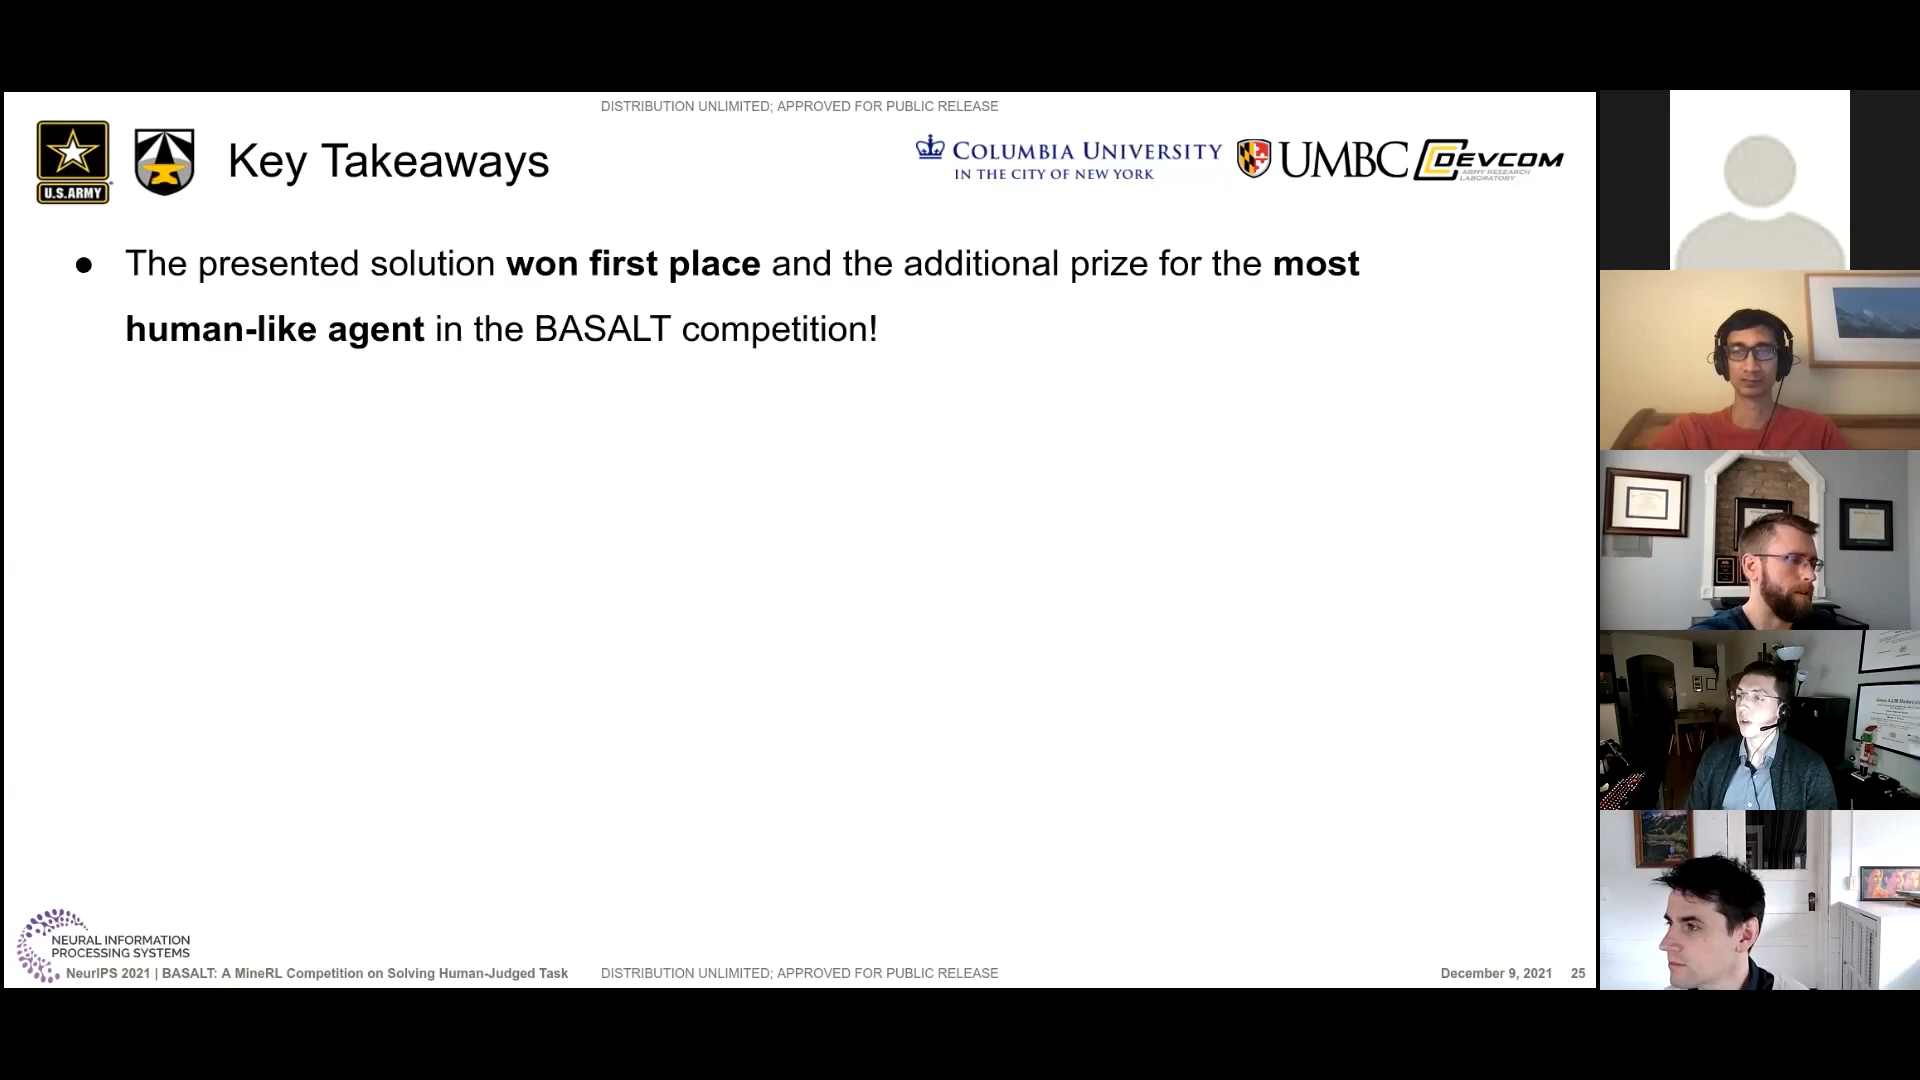 DISTRIBUTION UNLIMITED; APPROVED FOR PUBLIC RELEASE
U.S.ARMY
Key Takeaways
COLUMBIA UNIVERSITY
IN THE CITY OF NEW YORK
UMBC
DEVCOM
ARMY RESEARCH
LABORATORY
● The presented solution won first place and the additional prize for the most
human-like agent in the BASALT competition!
NEURAL INFORMATION
PROCESSING SYSTEMS
NeurIPS 2021 | BASALT: A MineRL Competition on Solving Human-Judged Task
DISTRIBUTION UNLIMITED; APPROVED FOR PUBLIC RELEASE
December 9, 2021 25